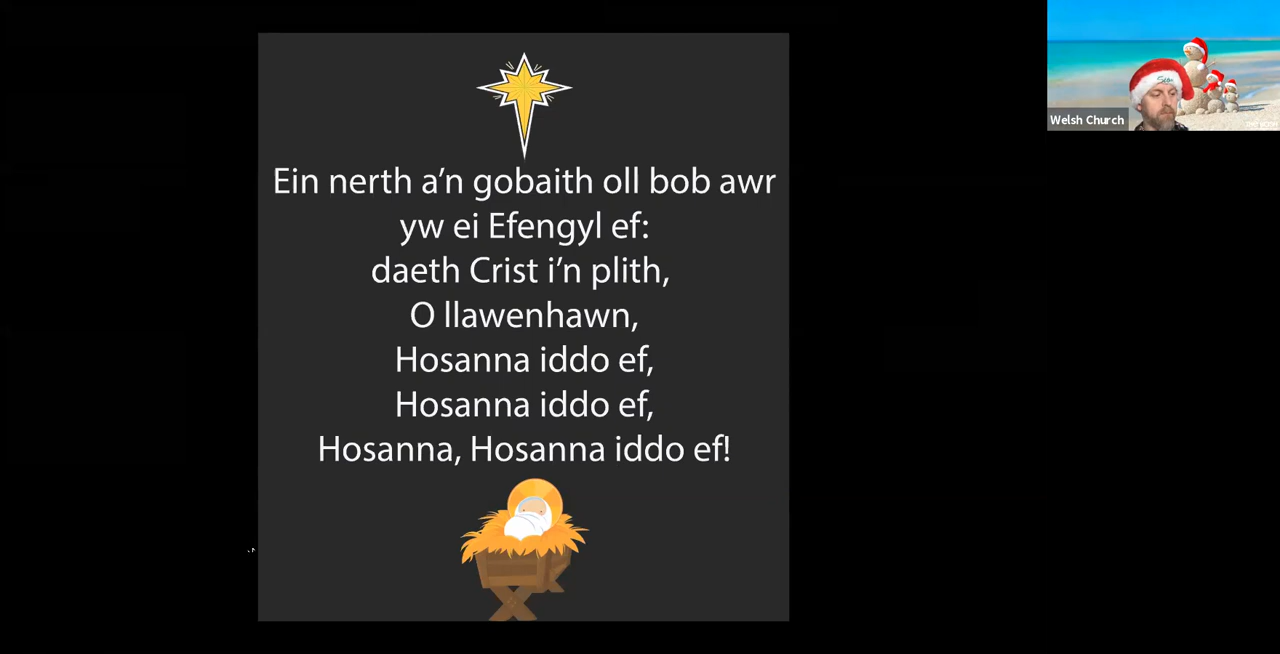 Ein nerth a'n gobaith oll bob awr
yw ei Efengyl ef:
daeth Crist i'n plith,
O llawenhawn,
Hosanna iddo ef,
Hosanna iddo ef,
Hosanna, Hosanna iddo ef!
Welsh Church